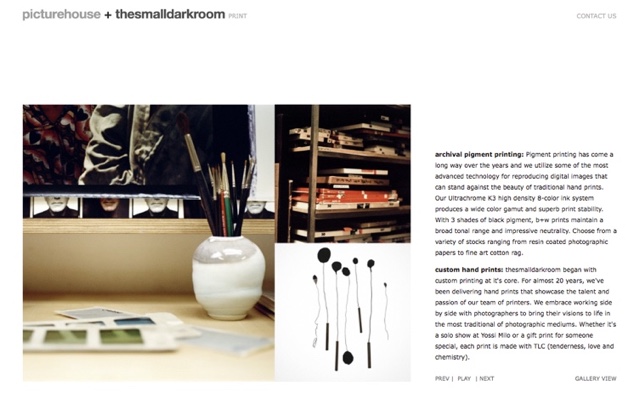 picturehouse + thesmalldarkroom PRINT
CONTACT US
archival pigment printing: Pigment printing has come a
long way over the years and we utilize some of the most
advanced technology for reproducing digital images that
can stand against the beauty of traditional hand prints.
Our Ultrachrome K3 high density 8-color ink system
produces a wide color gamut and superb print stability.
With 3 shades of black pigment, b+w prints maintain a
broad tonal range and impressive neutrality. Choose from a
variety of stocks ranging from resin coated photographic
papers to fine art cotton rag.
custom hand prints: thesmalldarkroom began with
custom printing at it's core. For almost 20 years, we've
been delivering hand prints that showcase the talent and
passion of our team of printers. We embrace working side
by side with photographers to bring their visions to life in
the most traditional of photographic mediums. Whether it's
a solo show at Yossi Milo or a gift print for someone
special, each print is made with TLC (tenderness, love and
chemistry).
PREV | PLAY | NEXT
GALLERY VIEW